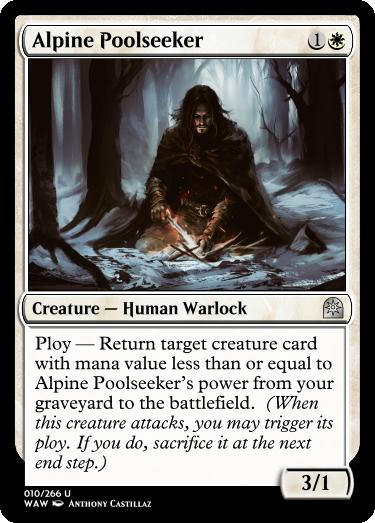 Alpine Poolseeker 1
Creature — Human Warlock
Ploy — Return target creature card
with mana value less than or equal to
Alpine Poolseeker's power from your
graveyard to the battlefield. (When
this creature attacks, you may trigger its
ploy. If you do, sacrifice it at the next
end step.)
3/1
010/266 U
WAW ANTHONY CASTILLAZ